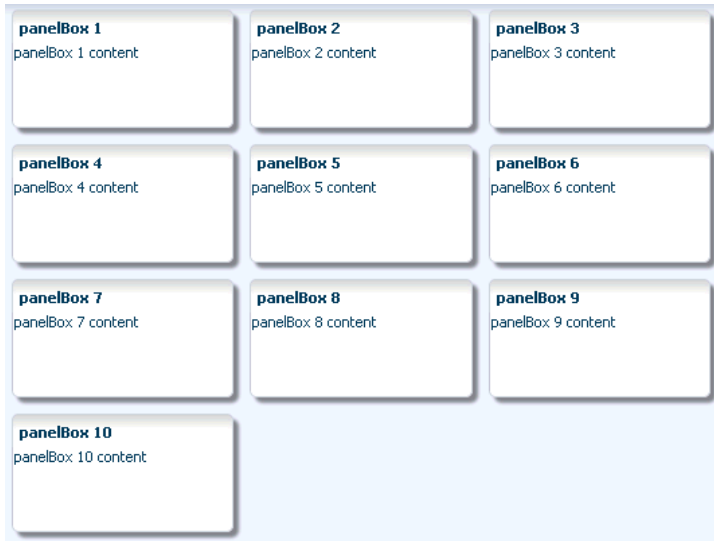 panelBox 1
panelBox 1 content
panelBox 2
panelBox 2 content
panelBox 3
panelBox 3 content
panelBox 4
panelBox 4 content
panelBox 5
panelBox 5 content
panelBox 6
panelBox 6 content
panelBox 7
panelBox 7 content
panelBox 8
panelBox 8 content
panelBox 9
panelBox 9 content
panelBox 10
panelBox 10 content